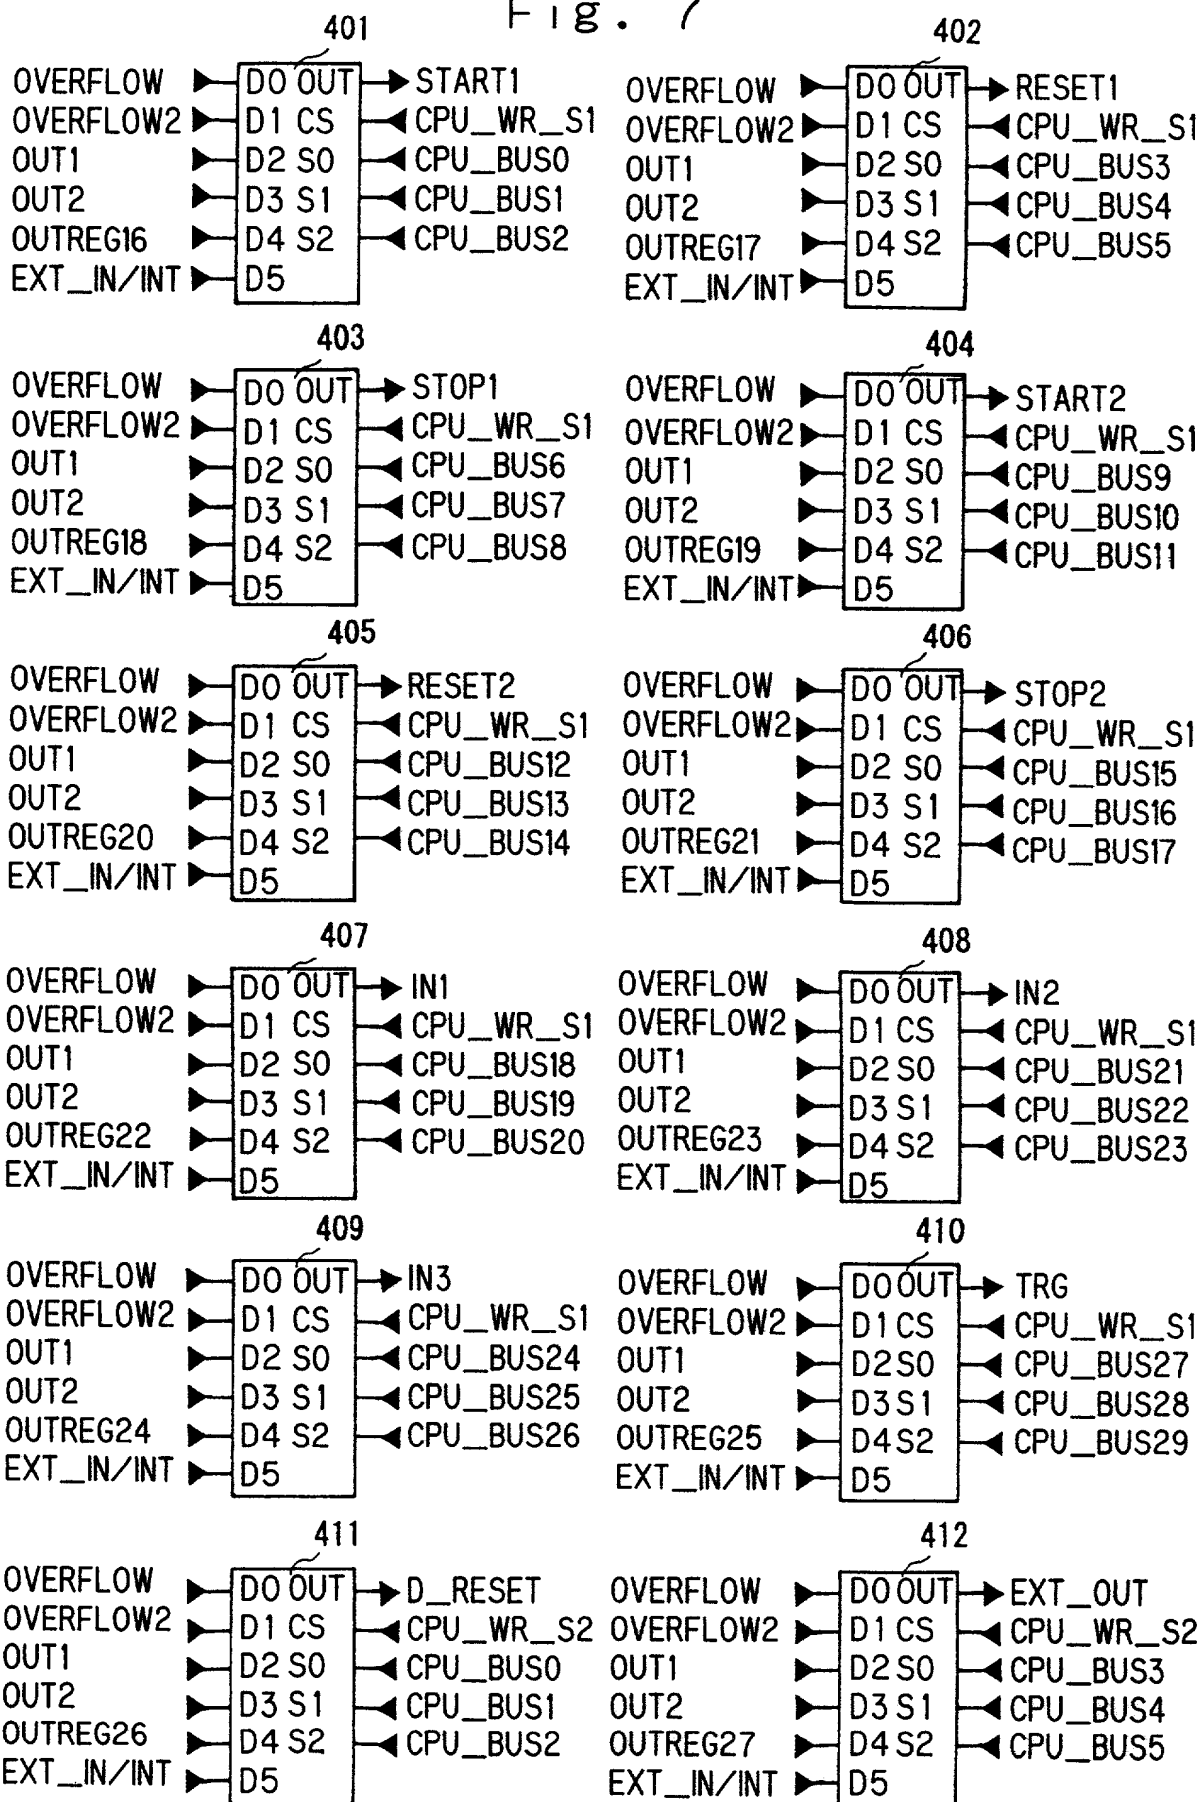 Fig. 7
401
OVERFLOW D0 OUT START1
OVERFLOW2 D1 CS CPU_WR_S1
OUT1 D2 S0 CPU_BUS0
OUT2 D3 S1 CPU_BUS1
OUTREG16 D4 S2 CPU_BUS2
EXT_IN/INT D5
402
OVERFLOW D0 OUT RESET1
OVERFLOW2 D1 CS CPU_WR_S1
OUT1 D2 S0 CPU_BUS3
OUT2 D3 S1 CPU_BUS4
OUTREG17 D4 S2 CPU_BUS5
EXT_IN/INT D5
403
OVERFLOW D0 OUT STOP1
OVERFLOW2 D1 CS CPU_WR_S1
OUT1 D2 S0 CPU_BUS6
OUT2 D3 S1 CPU_BUS7
OUTREG18 D4 S2 CPU_BUS8
EXT_IN/INT D5
404
OVERFLOW D0 OUT START2
OVERFLOW2 D1 CS CPU_WR_S1
OUT1 D2 S0 CPU_BUS9
OUT2 D3 S1 CPU_BUS10
OUTREG19 D4 S2 CPU_BUS11
EXT_IN/INT D5
405
OVERFLOW D0 OUT RESET2
OVERFLOW2 D1 CS CPU_WR_S1
OUT1 D2 S0 CPU_BUS12
OUT2 D3 S1 CPU_BUS13
OUTREG20 D4 S2 CPU_BUS14
EXT_IN/INT D5
406
OVERFLOW D0 OUT STOP2
OVERFLOW2 D1 CS CPU_WR_S1
OUT1 D2 S0 CPU_BUS15
OUT2 D3 S1 CPU_BUS16
OUTREG21 D4 S2 CPU_BUS17
EXT_IN/INT D5
407
OVERFLOW D0 OUT IN1
OVERFLOW2 D1 CS CPU_WR_S1
OUT1 D2 S0 CPU_BUS18
OUT2 D3 S1 CPU_BUS19
OUTREG22 D4 S2 CPU_BUS20
EXT_IN/INT D5
408
OVERFLOW D0 OUT IN2
OVERFLOW2 D1 CS CPU_WR_S1
OUT1 D2 S0 CPU_BUS21
OUT2 D3 S1 CPU_BUS22
OUTREG23 D4 S2 CPU_BUS23
EXT_IN/INT D5
409
OVERFLOW D0 OUT IN3
OVERFLOW2 D1 CS CPU_WR_S1
OUT1 D2 S0 CPU_BUS24
OUT2 D3 S1 CPU_BUS25
OUTREG24 D4 S2 CPU_BUS26
EXT_IN/INT D5
410
OVERFLOW D0 OUT TRG
OVERFLOW2 D1 CS CPU_WR_S1
OUT1 D2 S0 CPU_BUS27
OUT2 D3 S1 CPU_BUS28
OUTREG25 D4 S2 CPU_BUS29
EXT_IN/INT D5
411
OVERFLOW D0 OUT D_RESET
OVERFLOW2 D1 CS CPU_WR_S2
OUT1 D2 S0 CPU_BUS0
OUT2 D3 S1 CPU_BUS1
OUTREG26 D4 S2 CPU_BUS2
EXT_IN/INT D5
412
OVERFLOW D0 OUT EXT_OUT
OVERFLOW2 D1 CS CPU_WR_S2
OUT1 D2 S0 CPU_BUS3
OUT2 D3 S1 CPU_BUS4
OUTREG27 D4 S2 CPU_BUS5
EXT_IN/INT D5